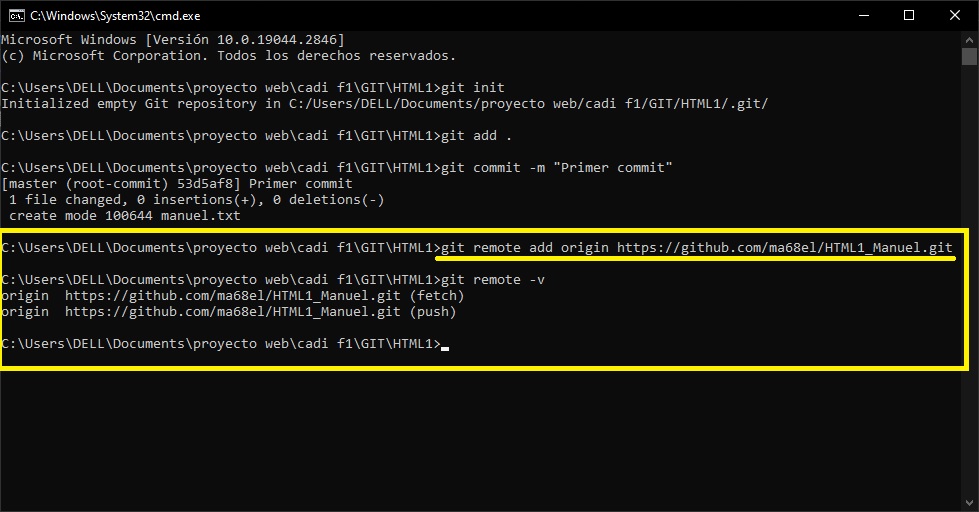 C:\Windows\System32\cmd.exe
Microsoft Windows [Versión 10.0.19044.2846]
(c) Microsoft Corporation. Todos los derechos reservados.
C:\Users\DELL\Documents\proyecto web\cadi f1\GIT\HTML1>git init
Initialized empty Git repository in C:/Users/DELL/Documents/proyecto web/cadi f1/GIT/HTML1/.git/
C:\Users\DELL\Documents\proyecto web\cadi f1\GIT\HTML1>git add .
C:\Users\DELL\Documents\proyecto web\cadi f1\GIT\HTML1>git commit -m "Primer commit"
[master (root-commit) 53d5af8] Primer commit
 1 file changed, 0 insertions(+), 0 deletions(-)
 create mode 100644 manuel.txt
C:\Users\DELL\Documents\proyecto web\cadi f1\GIT\HTML1>git remote add origin https://github.com/ma68el/HTML1_Manuel.git
C:\Users\DELL\Documents\proyecto web\cadi f1\GIT\HTML1>git remote -v
origin  https://github.com/ma68el/HTML1_Manuel.git (fetch)
origin  https://github.com/ma68el/HTML1_Manuel.git (push)
C:\Users\DELL\Documents\proyecto web\cadi f1\GIT\HTML1>